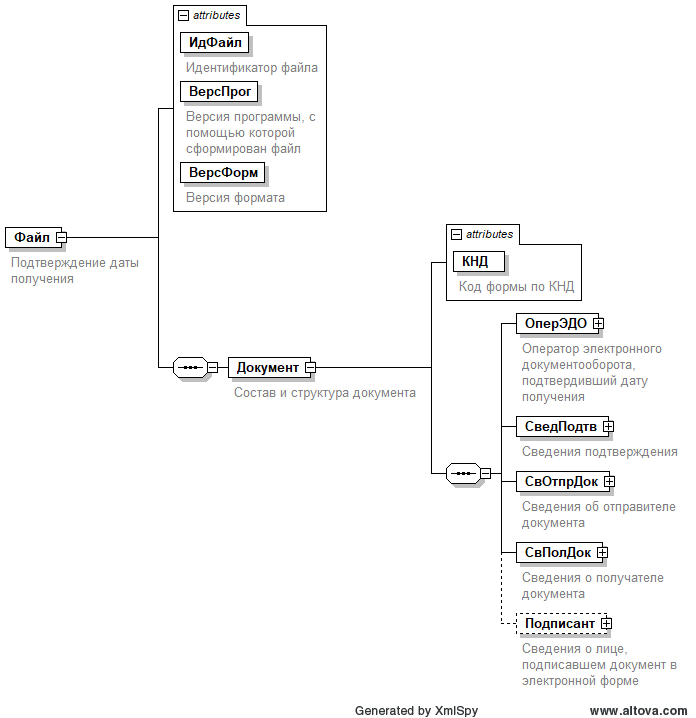 attributes
ИдФайл
Идентификатор файла
ВерсПрог
Версия программы, с
помощью которой
сформирован файл
ВерсФорм
Версия формата
Файл
Подтверждение даты
получения
Документ
Состав и структура документа
attributes
КНД
Код формы по КНД
ОперЭДО
Оператор электронного
документооборота,
подтвердивший дату
получения
СведПодтв
Сведения подтверждения
СвОтпрДок
Сведения об отправителе
документа
СвПолДок
Сведения о получателе
документа
Подписант
Сведения о лице,
подписавшем документ в
электронной форме
Generated by XmlSpy
www.altova.com